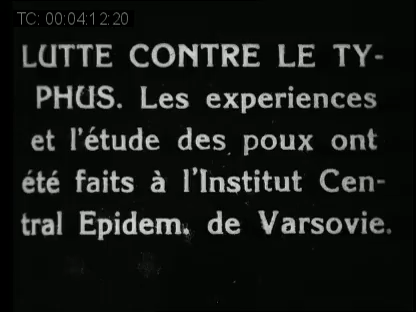 TC: 00:04:12:20
LUTTE CONTRE LE TY-
PHUS. Les experiences
et l'étude des poux ont
été faits à l'Institut Cen-
tral Epidem. de Varsovie.